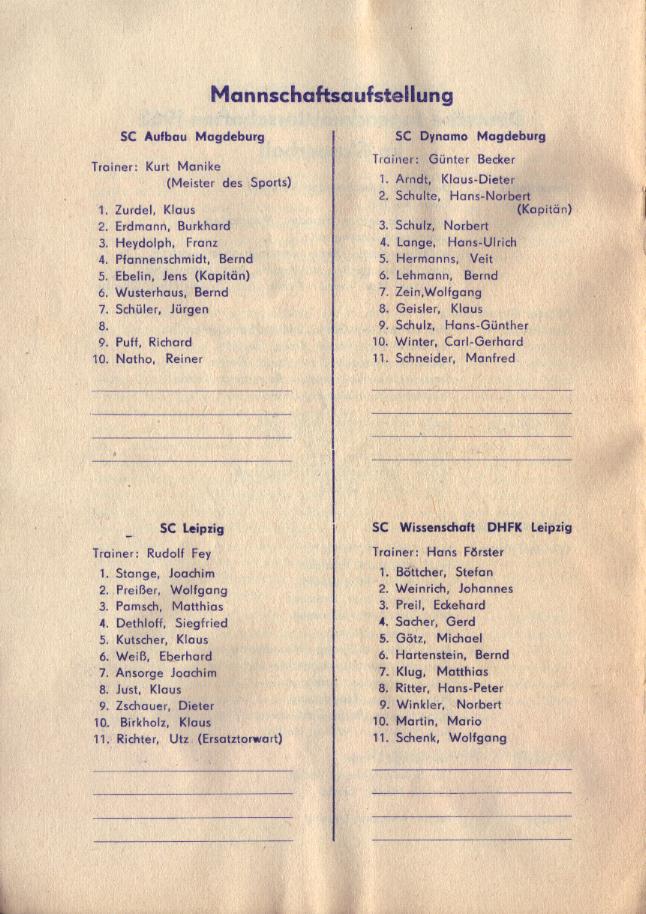 Mannschaftsaufstellung
SC Aufbau Magdeburg
Trainer: Kurt Manike
(Meister des Sports)
1. Zurdel, Klaus
2. Erdmann, Burkhard
3. Heydolph, Franz
4. Pfannenschmidt, Bernd
5. Ebelin, Jens (Kapitän)
6. Wusterhaus, Bernd
7. Schüler, Jürgen
8.
9. Puff, Richard
10. Natho, Reiner
SC Dynamo Magdeburg
Trainer: Günter Becker
1. Arndt, Klaus-Dieter
2. Schulte, Hans-Norbert
(Kapitän)
3. Schulz, Norbert
4. Lange, Hans-Ulrich
5. Hermanns, Veit
6. Lehmann, Bernd
7. Zein,Wolfgang
8. Geisler, Klaus
9. Schulz, Hans-Günther
10. Winter, Carl-Gerhard
11. Schneider, Manfred
SC Leipzig
Trainer: Rudolf Fey
1. Stange, Joachim
2. Preißer, Wolfgang
3. Pamsch, Matthias
4. Dethloff, Siegfried
5. Kutscher, Klaus
6. Weiß, Eberhard
7. Ansorge Joachim
8. Just, Klaus
9. Zschauer, Dieter
10. Birkholz, Klaus
11. Richter, Utz (Ersatztorwart)
SC Wissenschaft DHFK Leipzig
Trainer: Hans Förster
1. Böttcher, Stefan
2. Weinrich, Johannes
3. Preil, Eckehard
4. Sacher, Gerd
5. Götz, Michael
6. Hartenstein, Bernd
7. Klug, Matthias
8. Ritter, Hans-Peter
9. Winkler, Norbert
10. Martin, Mario
11. Schenk, Wolfgang